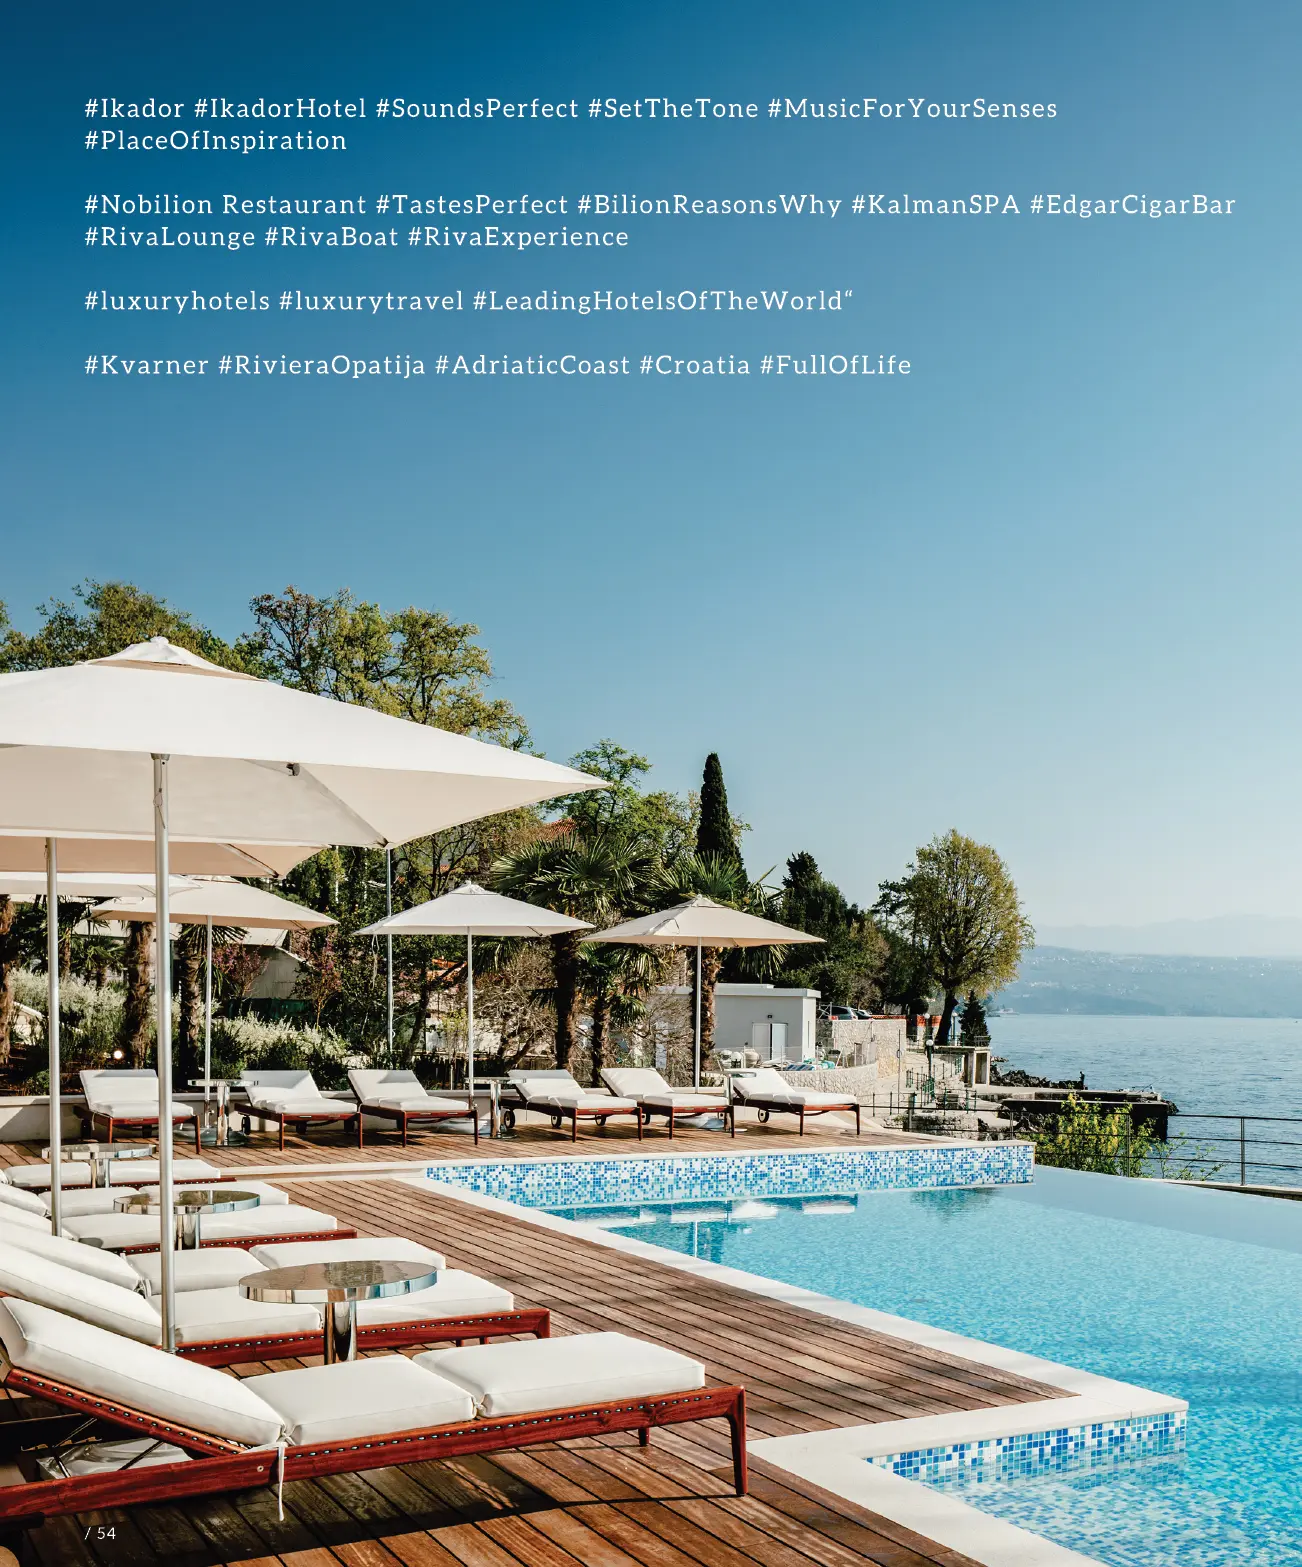 #Ikador #IkadorHotel #SoundsPerfect #SetTheTone #MusicForYourSenses
#PlaceOfInspiration
#Nobilion Restaurant #TastesPerfect #BilionReasonsWhy #KalmanSPA #EdgarCigarBar
#RivaLounge #RivaBoat #RivaExperience
#luxuryhotels #luxurytravel #LeadingHotelsOfTheWorld“
#Kvarner #RivieraOpatija #AdriaticCoast #Croatia #FullOfLife
/ 54